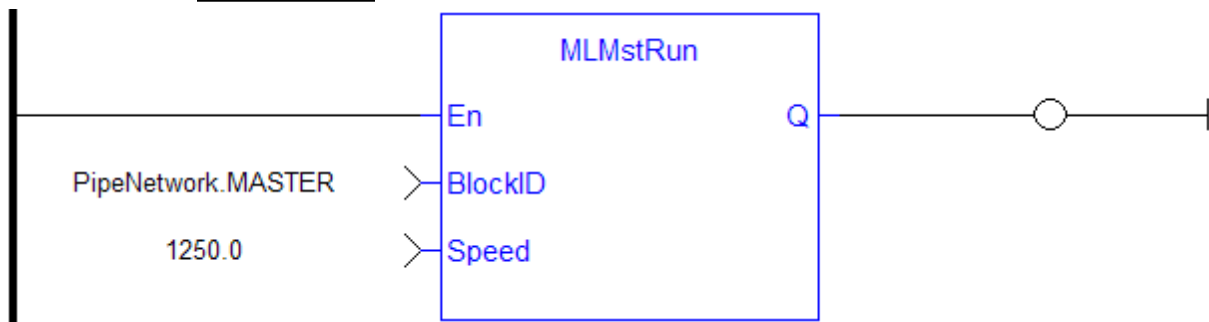 MLMstRun
En Q
PipeNetwork.MASTER BlockID
1250.0 Speed